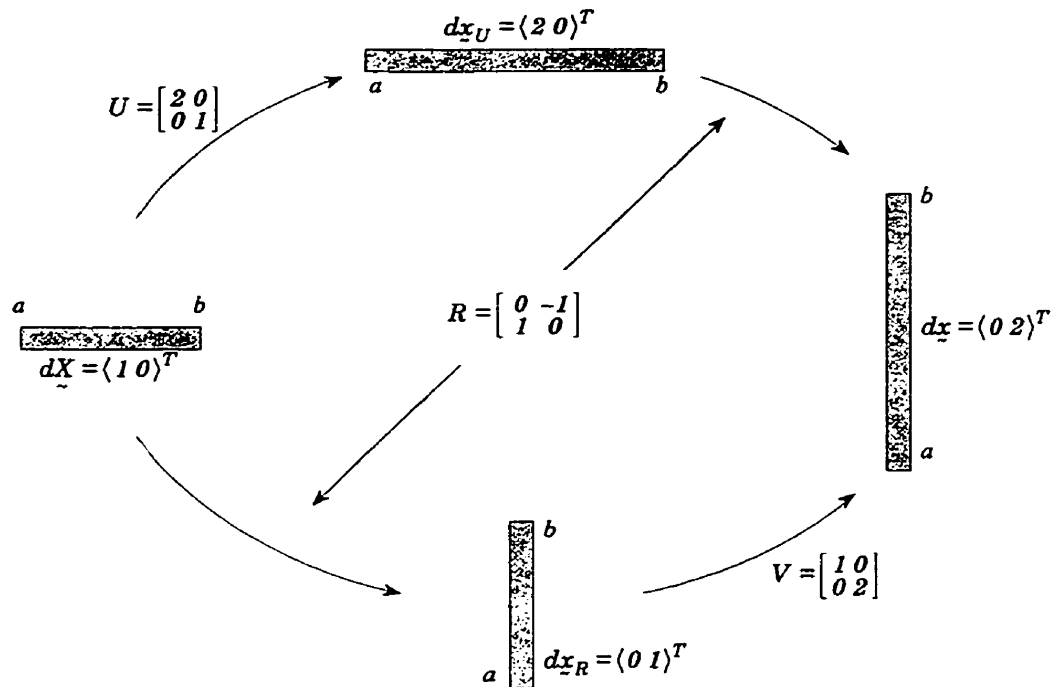 dx_U = ⟨2 0⟩^T
a b
U = [2 0
0 1]
b
a b
R = [0 -1
1 0]
dx = ⟨0 2⟩^T
dX = ⟨1 0⟩^T
a
b
V = [1 0
0 2]
dx_R = ⟨0 1⟩^T
a